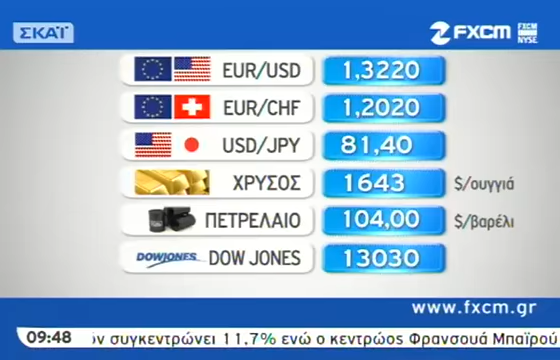 ΣΚΑΪ
FXCM FXCM NYSE
EUR/USD 1,3220
EUR/CHF 1,2020
USD/JPY 81,40
ΧΡΥΣΟΣ 1643 $/ουγγιά
ΠΕΤΡΕΛΑΙΟ 104,00 $/βαρέλι
DOWJONES DOW JONES 13030
www.fxcm.gr
09:48 όν συγκεντρώνει 11,7% ενώ ο κεντρώος Φρανσουά Μπαϊρού